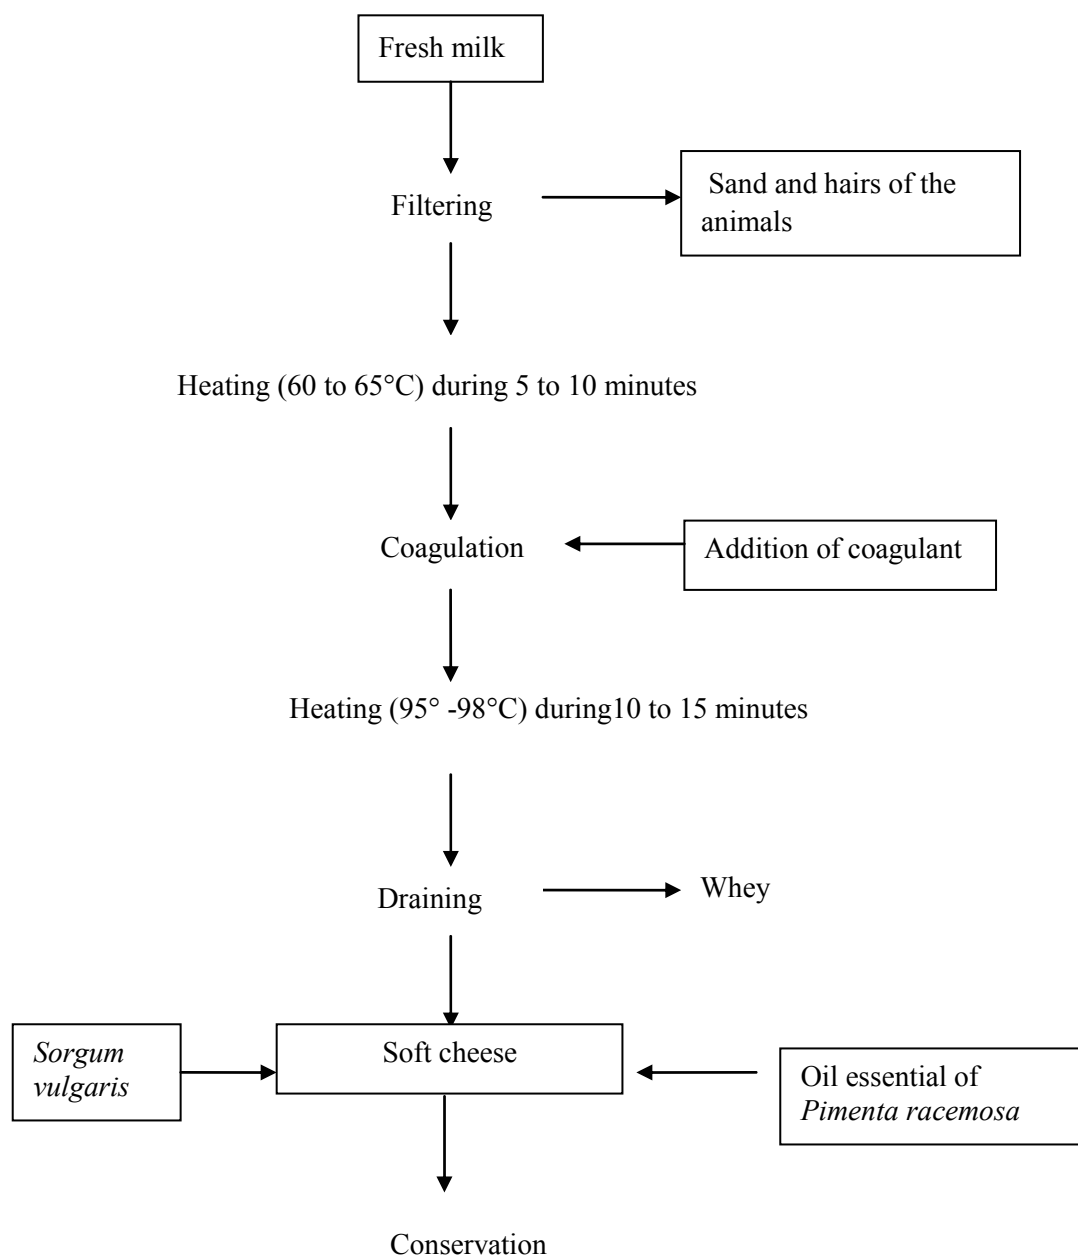 Fresh milk
Filtering
Sand and hairs of the
animals
Heating (60 to 65°C) during 5 to 10 minutes
Coagulation
Addition of coagulant
Heating (95° -98°C) during10 to 15 minutes
Draining
Whey
Sorgum
vulgaris
Soft cheese
Oil essential of
Pimenta racemosa
Conservation